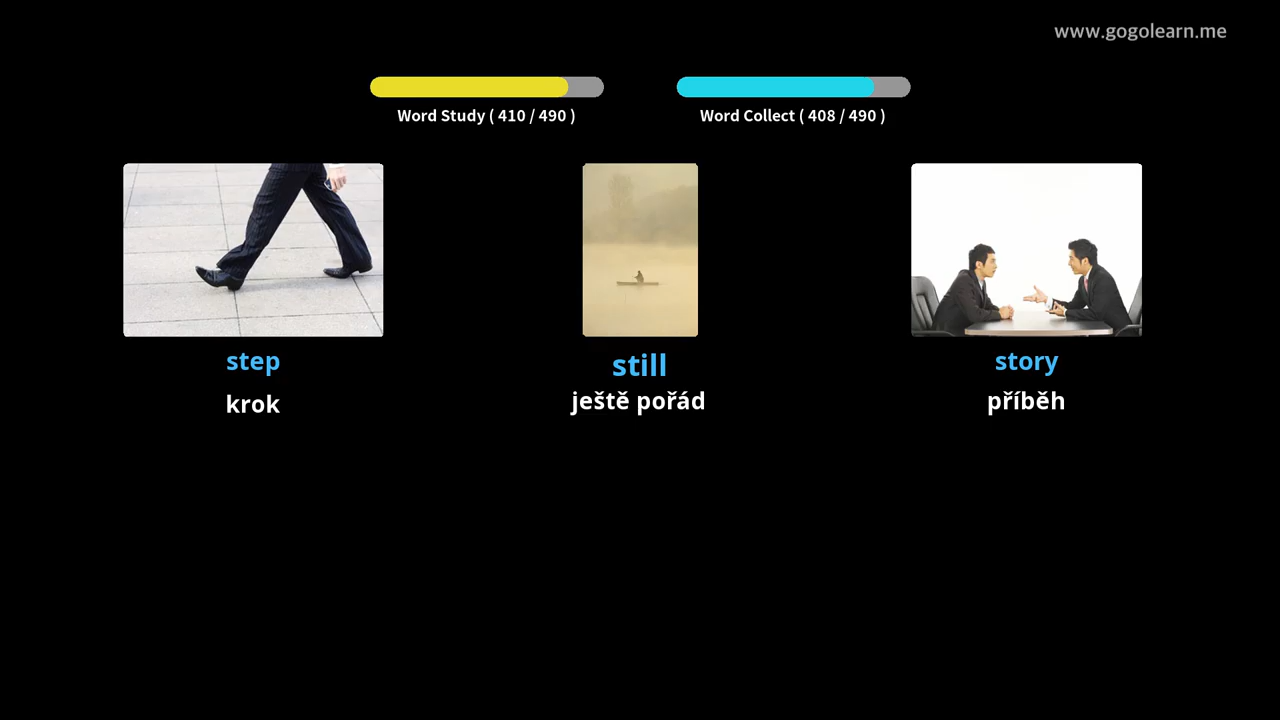 www.gogolearn.me
Word Study ( 410 / 490 )
Word Collect ( 408 / 490 )
step
still
story
krok
ještě pořád
příběh